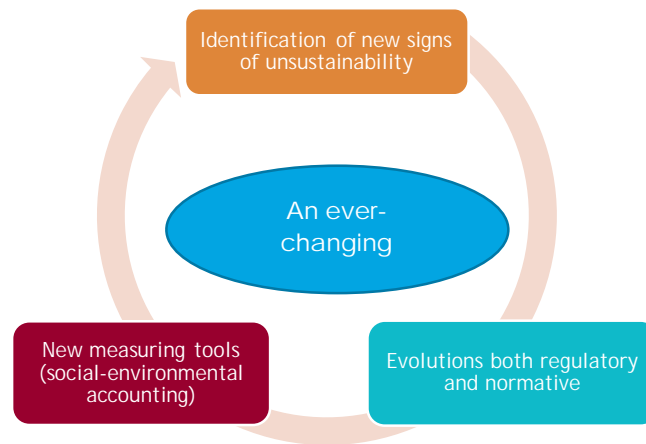 Identification of new signs
of unsustainability
An ever-
changing
New measuring tools
(social-environmental
accounting)
Evolutions both regulatory
and normative